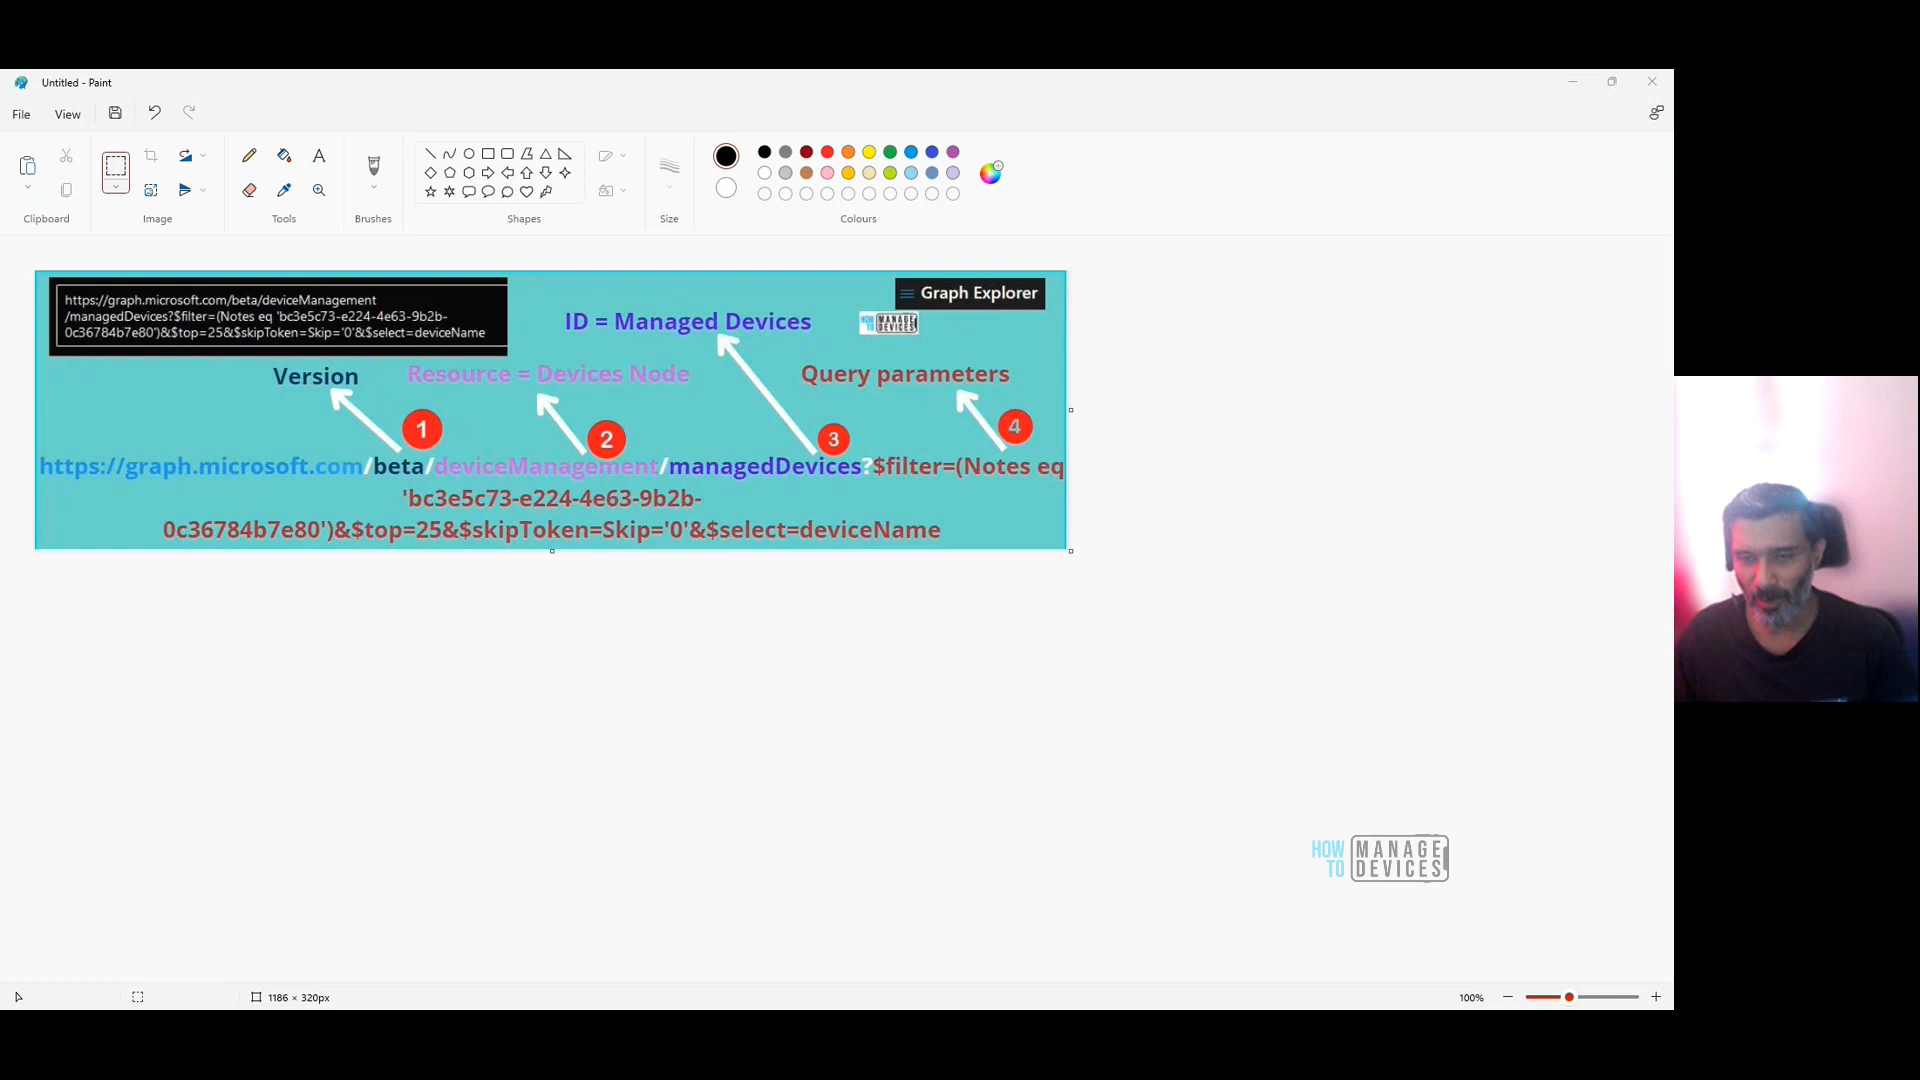 Untitled - Paint
File
View
Clipboard
Image
Tools
Brushes
Shapes
Size
Colours
https://graph.microsoft.com/beta/deviceManagement
/managedDevices?$filter=(Notes eq 'bc3e5c73-e224-4e63-9b2b-
0c36784b7e80')&$top=25&$skipToken=Skip='0'&$select=deviceName
Graph Explorer
ID = Managed Devices
HOW TO MANAGE DEVICES
Version
Resource = Devices Node
Query parameters
1
2
3
4
https://graph.microsoft.com/beta/deviceManagement/managedDevices?$filter=(Notes eq
'bc3e5c73-e224-4e63-9b2b-
0c36784b7e80')&$top=25&$skipToken=Skip='0'&$select=deviceName
HOW MANAGE
TO DEVICES
1186 × 320px
100%